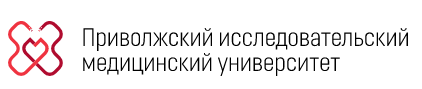 Приволжский исследовательский
медицинский университет